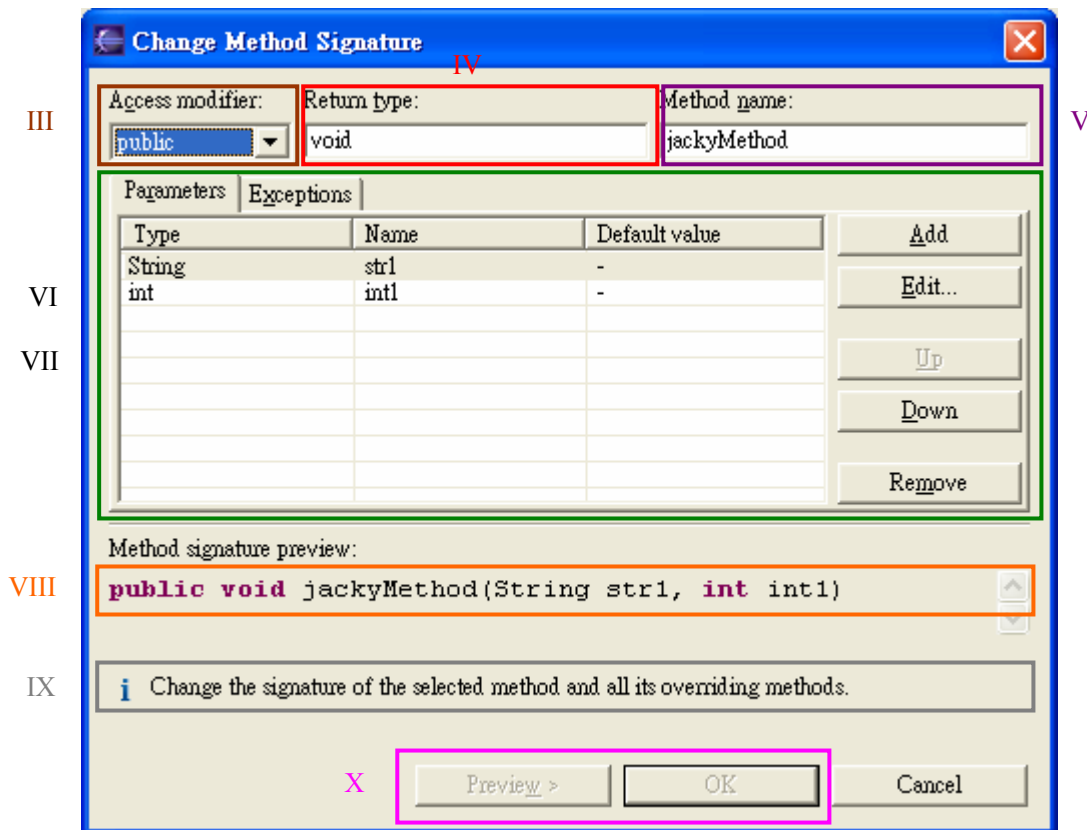 Change Method Signature
IV
III
Access modifier: Return type: Method name:
V
public void jackyMethod
Parameters Exceptions
Type Name Default value Add
String str1 -
int int1 - Edit...
VI
VII
Up
Down
Remove
Method signature preview:
VIII
public void jackyMethod(String str1, int int1)
IX
i Change the signature of the selected method and all its overriding methods.
X
Preview > OK Cancel